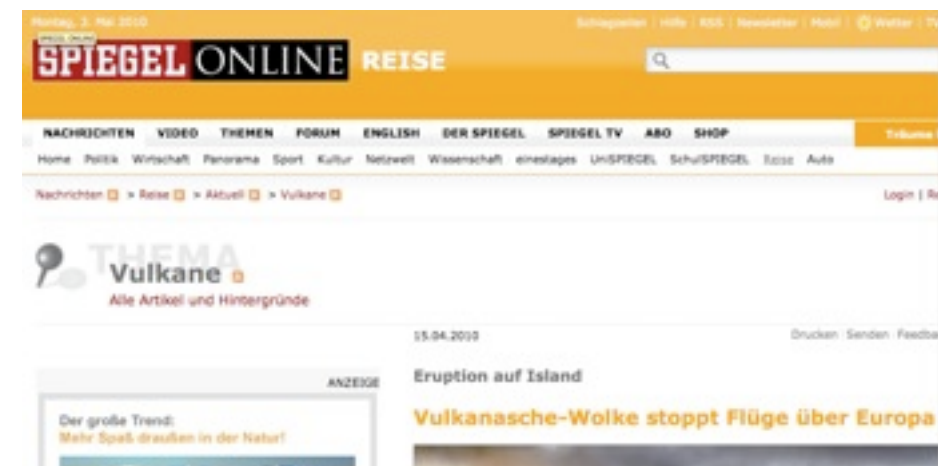 Montag, 3. Mai 2010
Schlagzeilen | Hilfe | RSS | Newsletter | Mobil | Wetter | TV
SPIEGEL ONLINE
SPIEGEL ONLINE REISE
NACHRICHTEN VIDEO THEMEN FORUM ENGLISH DER SPIEGEL SPIEGEL TV ABO SHOP
Träume
Home Politik Wirtschaft Panorama Sport Kultur Netzwelt Wissenschaft einestages UniSPIEGEL SchulSPIEGEL Reise Auto
Nachrichten > Reise > Aktuell > Vulkane
Login |
THEMA
Vulkane
Alle Artikel und Hintergründe
15.04.2010
Drucken Senden
ANZEIGE
Eruption auf Island
Der große Trend:
Mehr Spaß draußen in der Natur!
Vulkanasche-Wolke stoppt Flüge über Europa